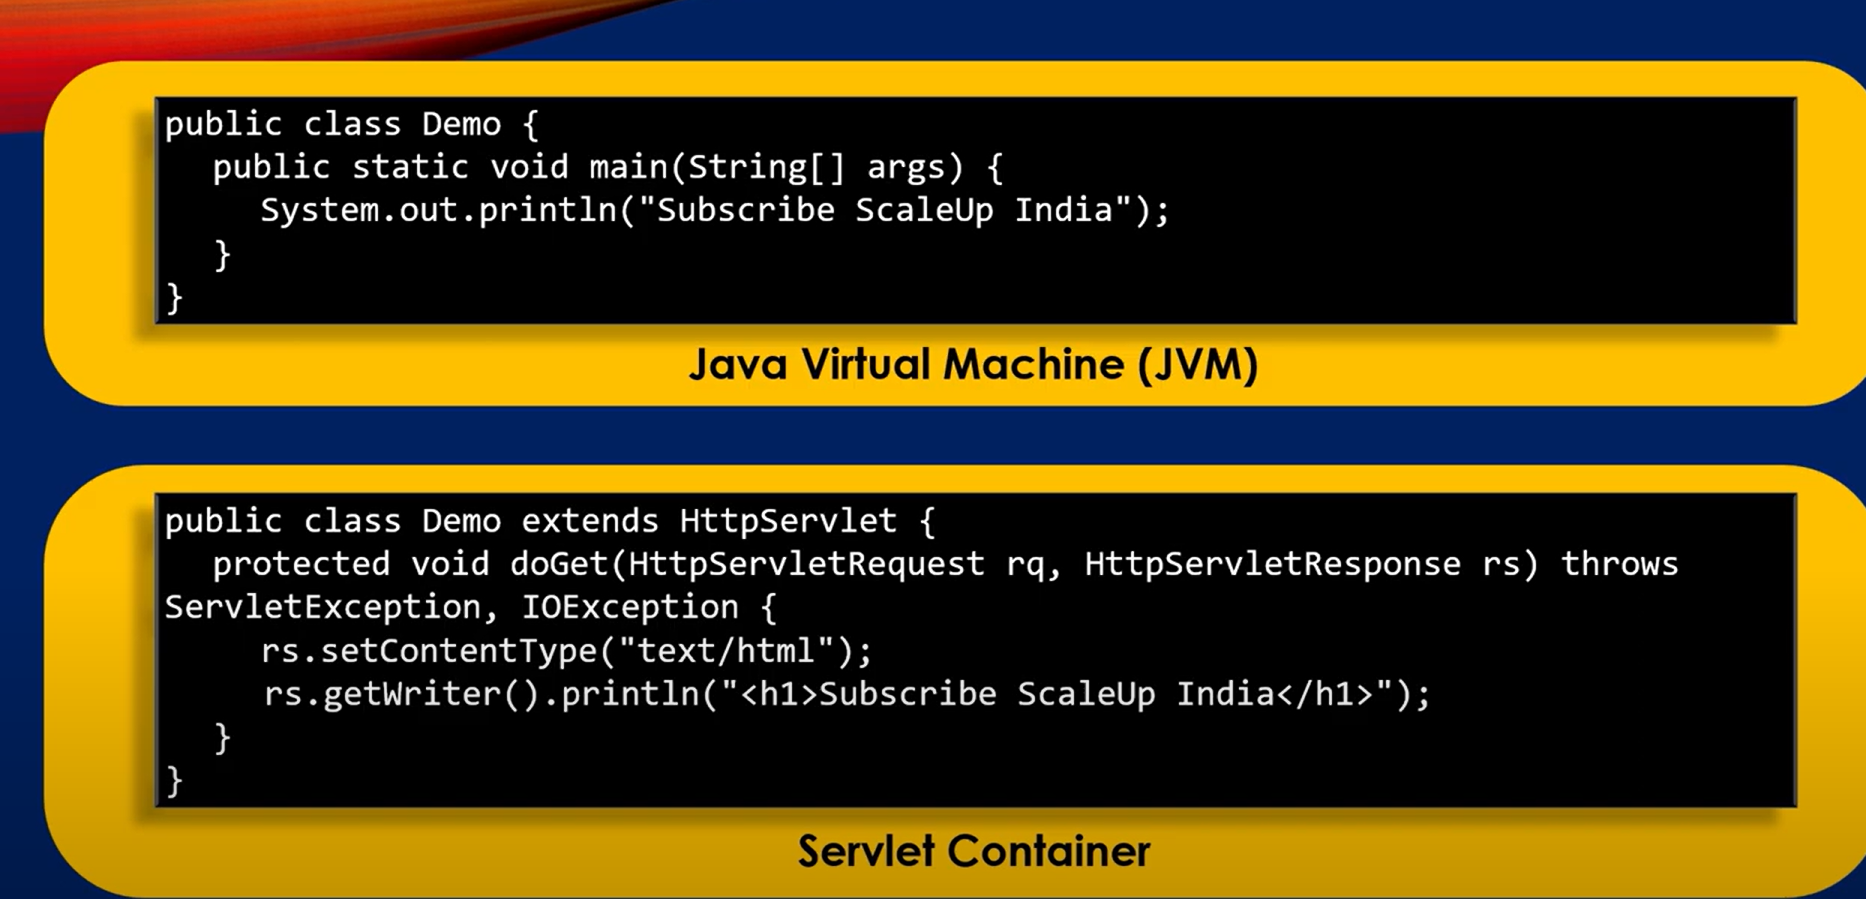 public class Demo {
public static void main(String[] args) {
System.out.println("Subscribe ScaleUp India");
}
}
Java Virtual Machine (JVM)
public class Demo extends HttpServlet {
protected void doGet(HttpServletRequest rq, HttpServletResponse rs) throws
ServletException, IOException {
rs.setContentType("text/html");
rs.getWriter().println("<h1>Subscribe ScaleUp India</h1>");
}
}
Servlet Container